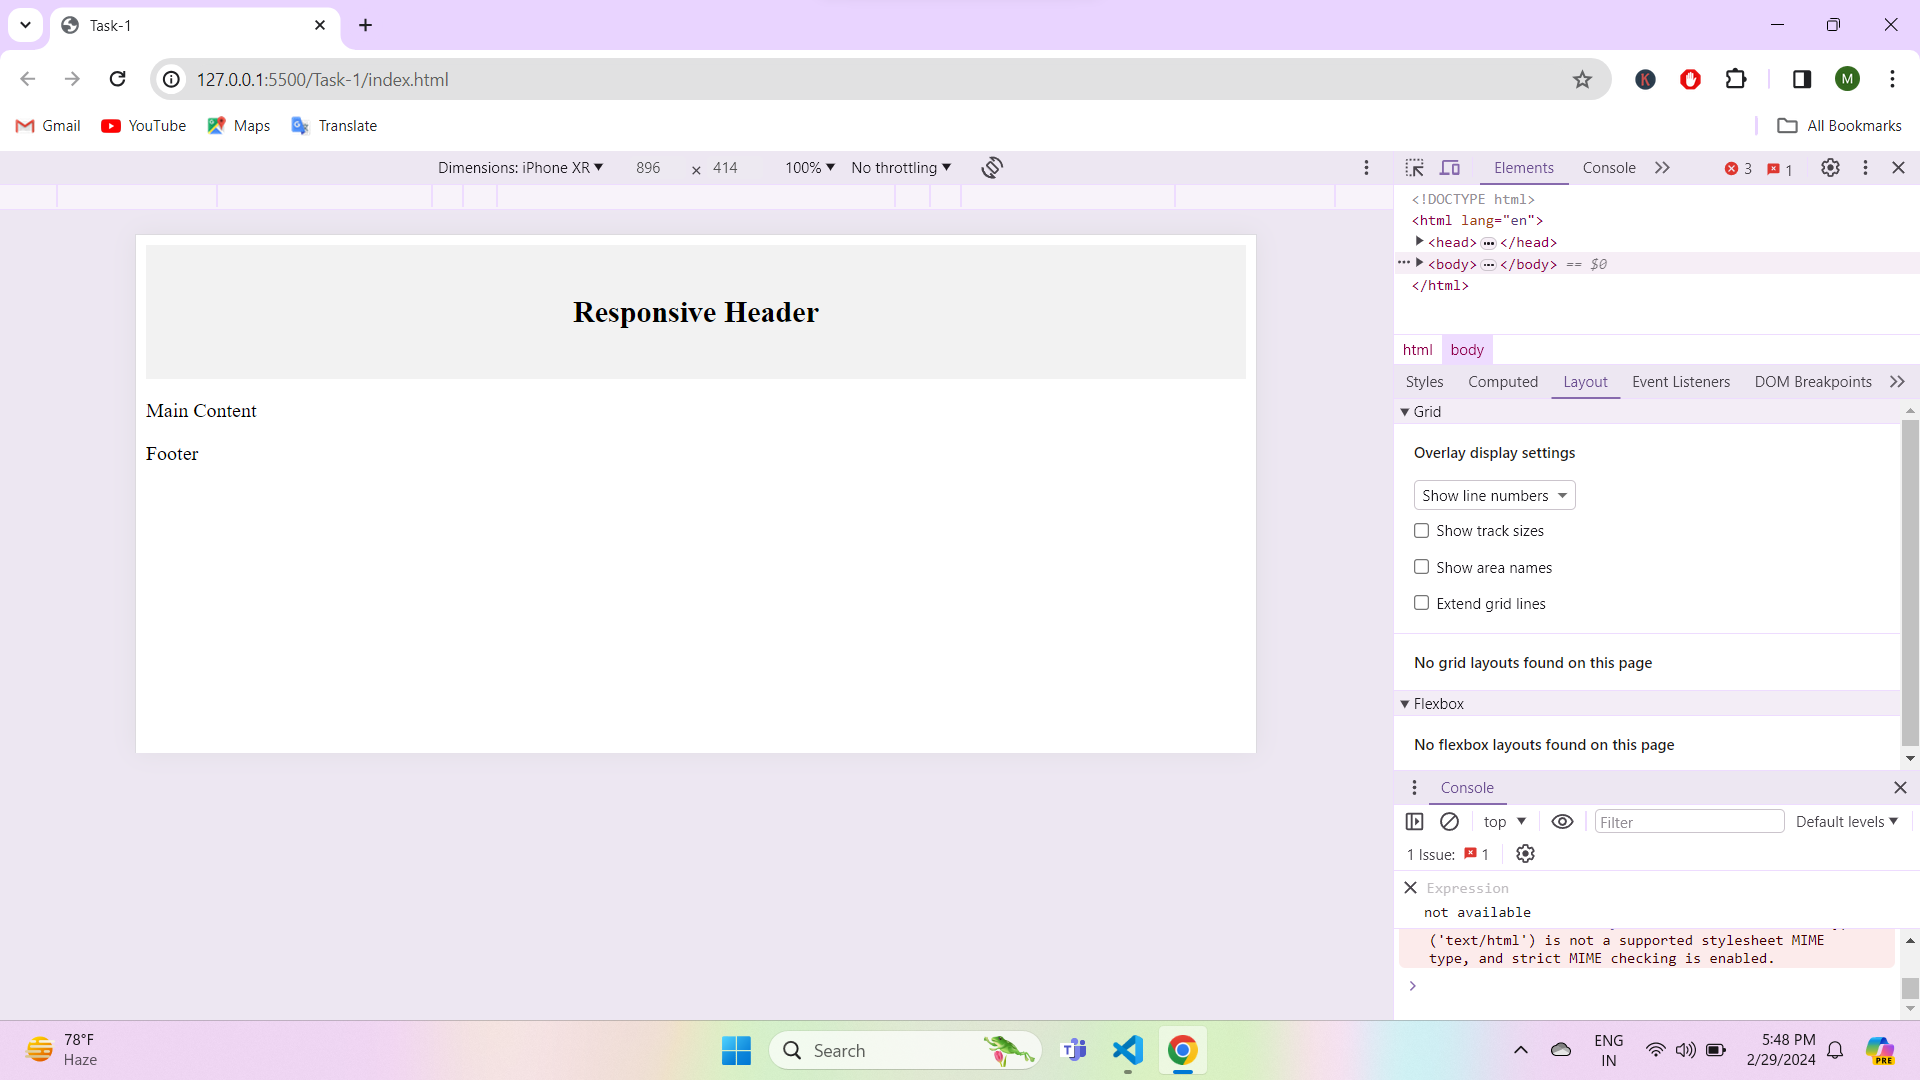 Task-1
127.0.0.1:5500/Task-1/index.html
M
Gmail YouTube Maps Translate All Bookmarks
Dimensions: iPhone XR 896 × 414 100% No throttling
Elements Console 3 1
<!DOCTYPE html>
<html lang="en">
<head> ••• </head>
••• <body> ••• </body> == $0
</html>
html body
Styles Computed Layout Event Listeners DOM Breakpoints
Responsive Header
Main Content
Footer
Grid
Overlay display settings
Show line numbers
Show track sizes
Show area names
Extend grid lines
No grid layouts found on this page
Flexbox
No flexbox layouts found on this page
Console
top Filter Default levels
1 Issue: 1
Expression
not available
('text/html') is not a supported stylesheet MIME
type, and strict MIME checking is enabled.
78°F
Haze
Search
ENG
IN
5:48 PM
2/29/2024
PRE